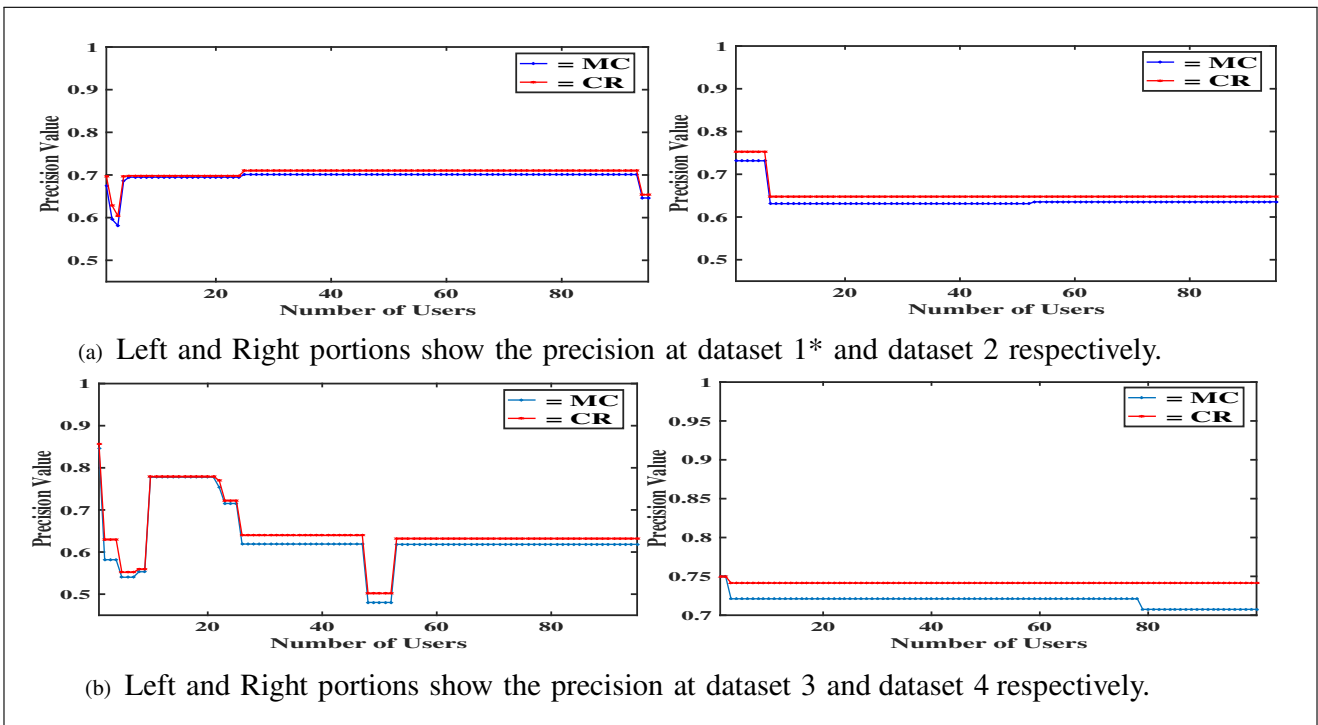 1
0.9
0.8
0.7
0.6
0.5
Precision Value
20
40
60
80
Number of Users
= MC
= CR
1
0.9
0.8
0.7
0.6
0.5
Precision Value
20
40
60
80
Number of Users
= MC
= CR
(a) Left and Right portions show the precision at dataset 1* and dataset 2 respectively.
1
0.9
0.8
0.7
0.6
0.5
Precision Value
20
40
60
80
Number of Users
= MC
= CR
1
0.95
0.9
0.85
0.8
0.75
0.7
Precision Value
20
40
60
80
Number of Users
= MC
= CR
(b) Left and Right portions show the precision at dataset 3 and dataset 4 respectively.